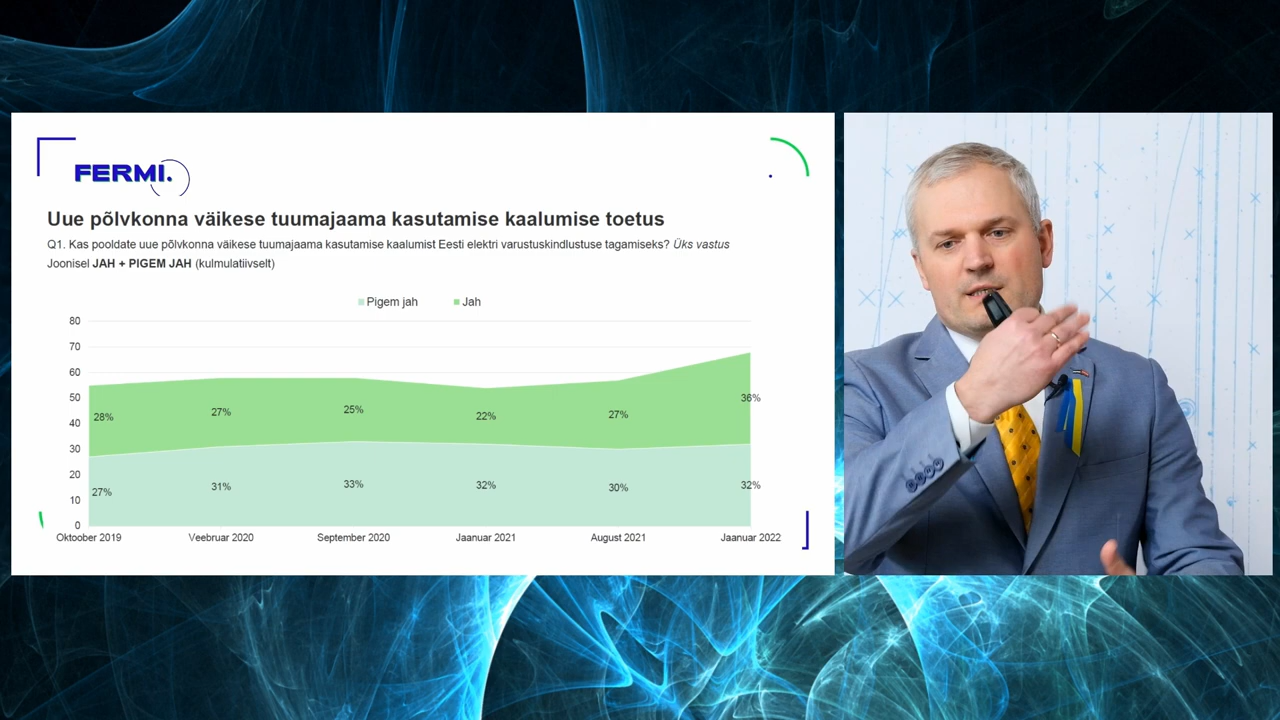 FERMI.
Uue põlvkonna väikese tuumajaama kasutamise kaalumise toetus
Q1. Kas pooldate uue põlvkonna väikese tuumajaama kasutamise kaalumist Eesti elektri varustuskindlustuse tagamiseks? Üks vastus
Joonisel JAH + PIGEM JAH (kulmulatiivselt)
Pigem jah Jah
80
70
60
50
40
30
20
10
0
28% 27% 25% 22% 27% 36%
27% 31% 33% 32% 30% 32%
Oktoober 2019 Veebruar 2020 September 2020 Jaanuar 2021 August 2021 Jaanuar 2022